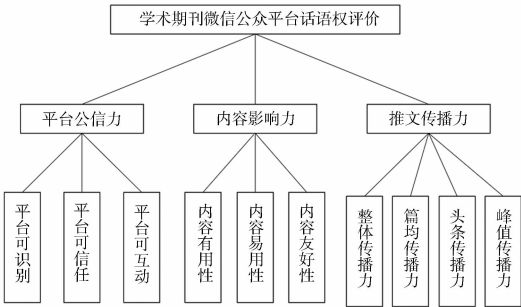 学术期刊微信公众平台话语权评价
平台公信力
内容影响力
推文传播力
平台可识别
平台可信任
平台可互动
内容有用性
内容易用性
内容友好性
整体传播力
篇均传播力
头条传播力
峰值传播力